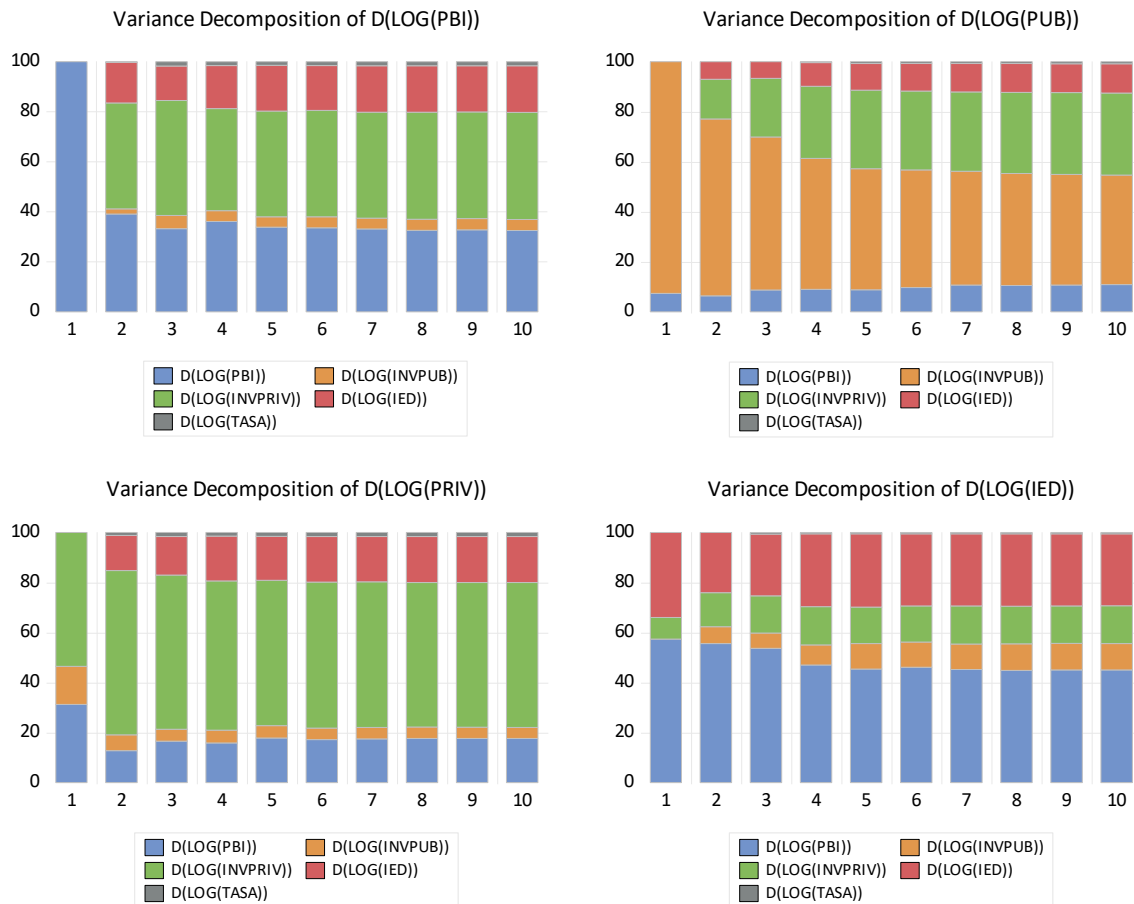 Variance Decomposition of D(LOG(PBI))
100
80
60
40
20
0
1 2 3 4 5 6 7 8 9 10
D(LOG(PBI)) D(LOG(INVPUB))
D(LOG(INVPRIV)) D(LOG(IED))
D(LOG(TASA))
Variance Decomposition of D(LOG(PUB))
100
80
60
40
20
0
1 2 3 4 5 6 7 8 9 10
D(LOG(PBI)) D(LOG(INVPUB))
D(LOG(INVPRIV)) D(LOG(IED))
D(LOG(TASA))
Variance Decomposition of D(LOG(PRIV))
100
80
60
40
20
0
1 2 3 4 5 6 7 8 9 10
D(LOG(PBI)) D(LOG(INVPUB))
D(LOG(INVPRIV)) D(LOG(IED))
D(LOG(TASA))
Variance Decomposition of D(LOG(IED))
100
80
60
40
20
0
1 2 3 4 5 6 7 8 9 10
D(LOG(PBI)) D(LOG(INVPUB))
D(LOG(INVPRIV)) D(LOG(IED))
D(LOG(TASA))